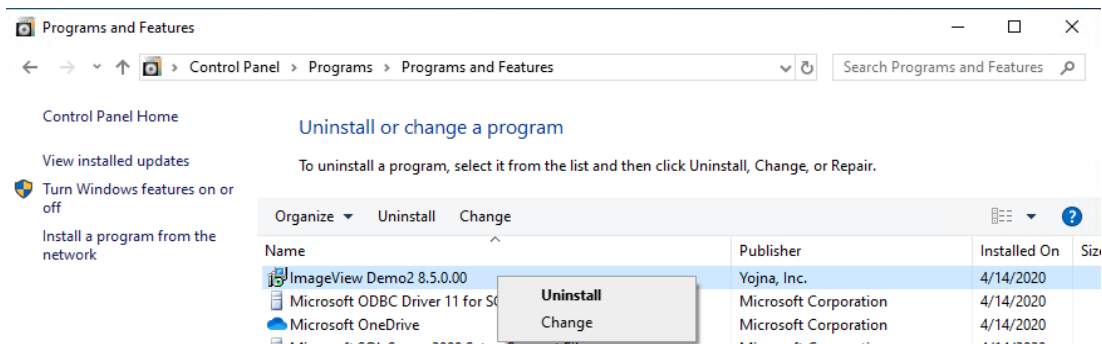 Programs and Features
Control Panel > Programs > Programs and Features
Search Programs and Features
Control Panel Home
View installed updates
Turn Windows features on or
off
Install a program from the
network
Uninstall or change a program
To uninstall a program, select it from the list and then click Uninstall, Change, or Repair.
Organize Uninstall Change
Name Publisher Installed On Size
ImageView Demo2 8.5.0.00 Yojna, Inc. 4/14/2020
Microsoft ODBC Driver 11 for Microsoft Corporation 4/14/2020
Microsoft OneDrive Microsoft Corporation 4/14/2020
Uninstall
Change